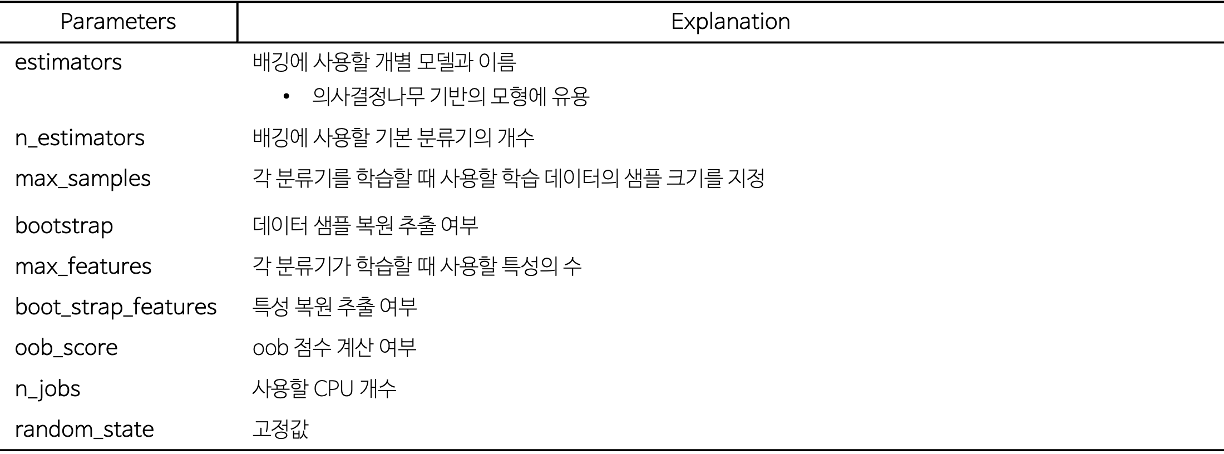 Parameters Explanation
estimators 배깅에 사용할 개별 모델과 이름
• 의사결정나무 기반의 모형에 유용
n_estimators 배깅에 사용할 기본 분류기의 개수
max_samples 각 분류기를 학습할 때 사용할 학습 데이터의 샘플 크기를 지정
bootstrap 데이터 샘플 복원 추출 여부
max_features 각 분류기가 학습할 때 사용할 특성의 수
boot_strap_features 특성 복원 추출 여부
oob_score oob 점수 계산 여부
n_jobs 사용할 CPU 개수
random_state 고정값